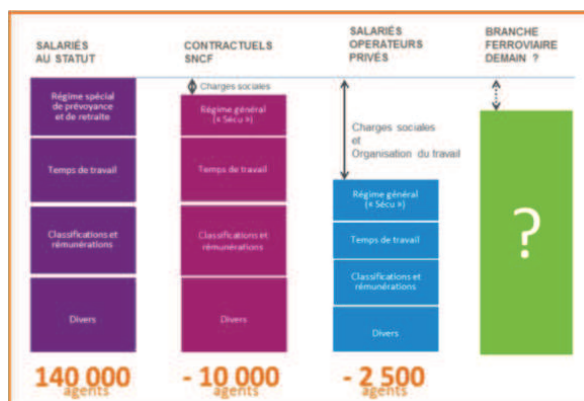 SALARIÉS
AU STATUT
Régime spécial
de prévoyance
et de retraite
Temps de travail
Classifications et
rémunérations
Divers
140 000
agents
CONTRACTUELS
SNCF
Charges sociales
Régime général
(« Sécu »)
Temps de travail
Classifications et
rémunérations
Divers
- 10 000
agents
SALARIÉS
OPERATEURS
PRIVÉS
Charges sociales
et
Organisation du travail
Régime général
(« Sécu »)
Temps de travail
Classifications et
rémunérations
Divers
- 2 500
agents
BRANCHE
FERROVIAIRE
DEMAIN ?
?